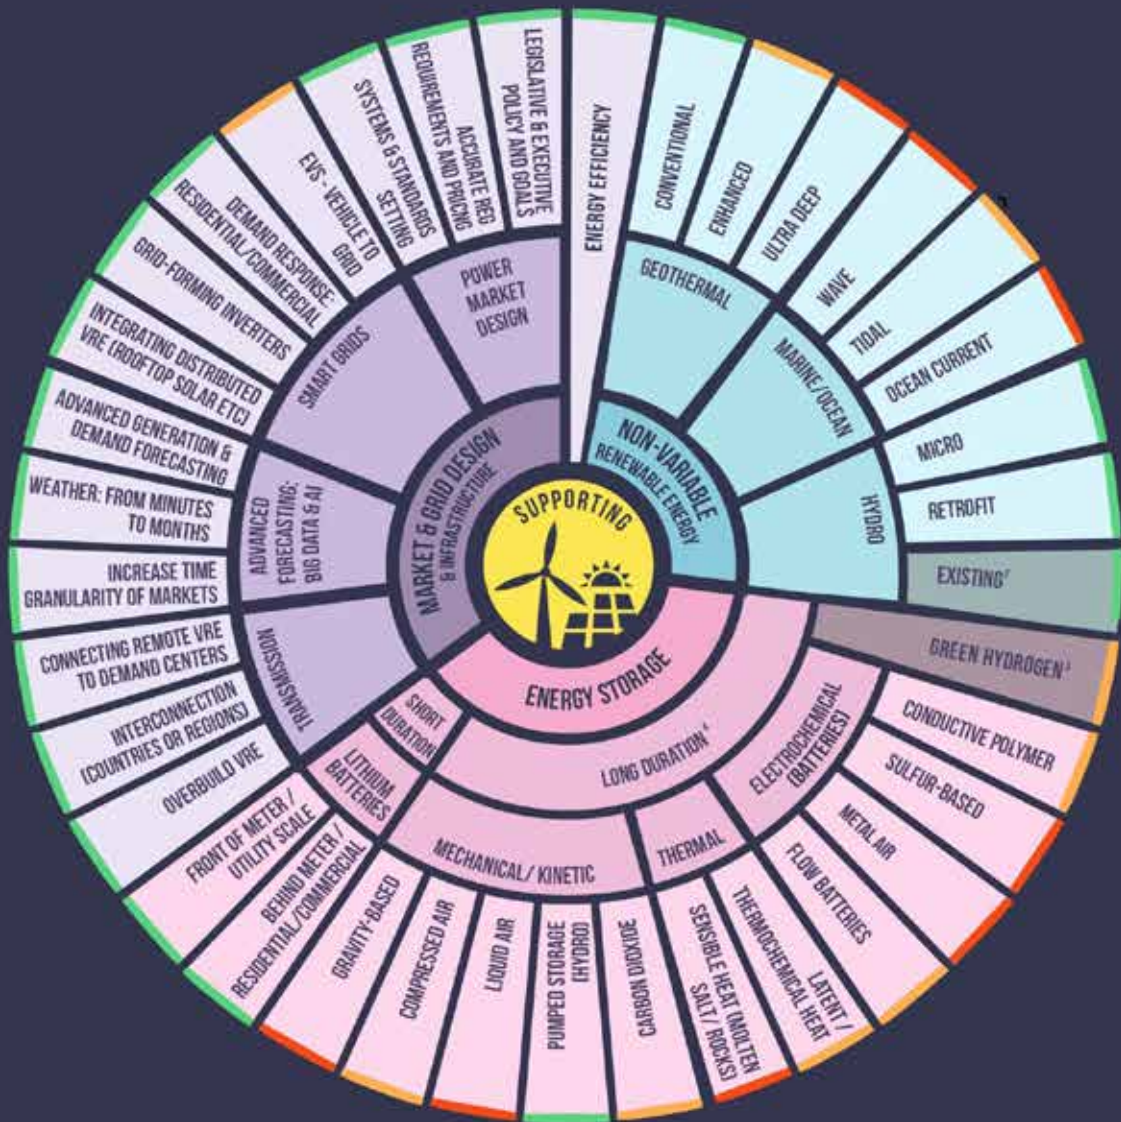 SUPPORTING
NON-VARIABLE
RENEWABLE ENERGY
ENERGY STORAGE
MARKET & GRID DESIGN
& INFRASTRUCTURE
ENERGY EFFICIENCY
GEOTHERMAL
CONVENTIONAL
ENHANCED
ULTRA DEEP
MARINE/OCEAN
WAVE
TIDAL
OCEAN CURRENT
HYDRO
MICRO
RETROFIT
EXISTING
GREEN HYDROGEN
LONG DURATION
ELECTROCHEMICAL
(BATTERIES)
CONDUCTIVE POLYMER
SULFUR-BASED
METAL AIR
FLOW BATTERIES
THERMAL
LATENT /
THERMOCHEMICAL HEAT
SENSIBLE HEAT (MOLTEN
SALT/ ROCKS)
MECHANICAL/ KINETIC
CARBON DIOXIDE
PUMPED STORAGE
(HYDRO)
LIQUID AIR
COMPRESSED AIR
GRAVITY-BASED
SHORT
DURATION
LITHIUM
BATTERIES
BEHIND METER /
RESIDENTIAL/COMMERCIAL
FRONT OF METER /
UTILITY SCALE
TRANSMISSION
OVERBUILD VRE
INTERCONNECTION
(COUNTRIES OR REGIONS)
CONNECTING REMOTE VRE
TO DEMAND CENTERS
ADVANCED
FORECASTING:
BIG DATA & AI
INCREASE TIME
GRANULARITY OF MARKETS
WEATHER: FROM MINUTES
TO MONTHS
ADVANCED GENERATION &
DEMAND FORECASTING
SMART GRIDS
INTEGRATING DISTRIBUTED
VRE (ROOFTOP SOLAR ETC)
GRID-FORMING INVERTERS
DEMAND RESPONSE:
RESIDENTIAL/COMMERCIAL
EVS - VEHICLE TO
GRID
POWER
MARKET
DESIGN
SYSTEMS & STANDARDS
SETTING
ACCURATE REG
REQUIREMENTS AND PRICNG
LEGISLATIVE & EXECUTIVE
POLICY AND GOALS